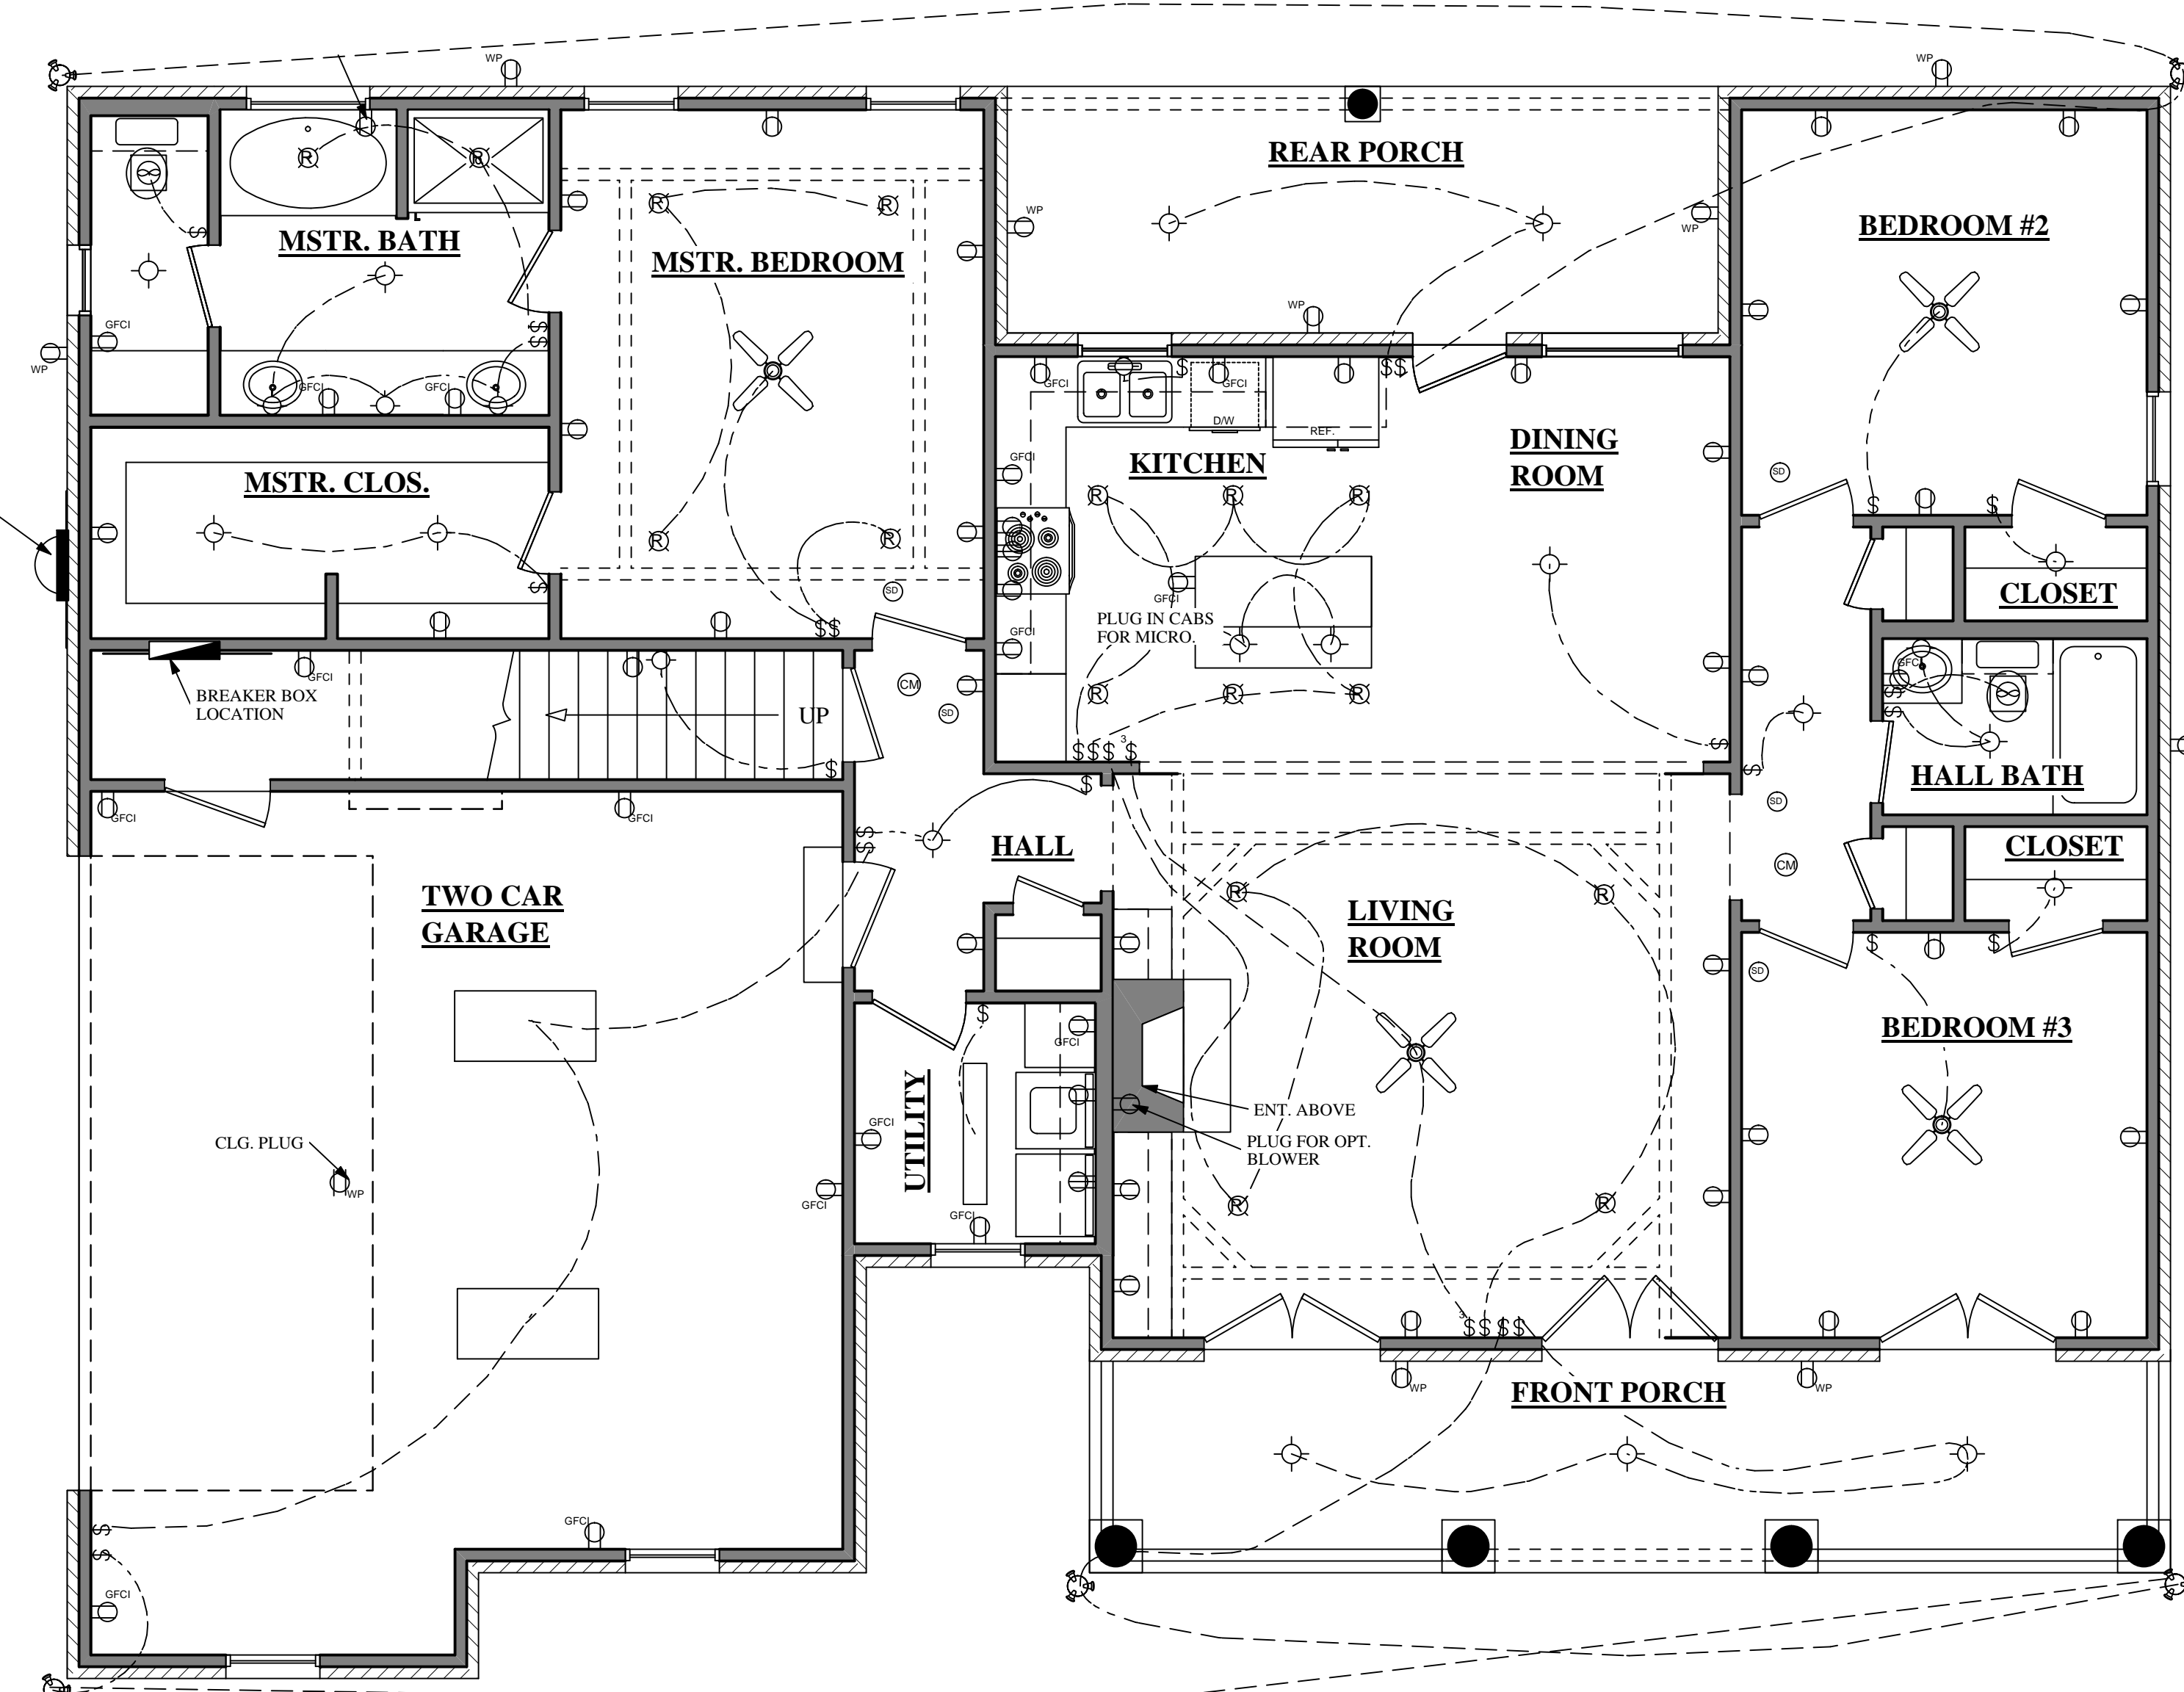 WP
WP
REAR PORCH
MSTR. BATH
MSTR. BEDROOM
BEDROOM #2
R
R
R
R
$
WP
WP
WP
GFCI
WP
$
$
GFCI
GFCI
GFCI
$
GFCI
$$
D/W
REF.
DINING
ROOM
KITCHEN
GFCI
MSTR. CLOS.
SD
$
$
R
R
R
R
R
CLOSET
$
SD
GFCI
PLUG IN CABS
FOR MICRO.
GFCI
$$
GFCI
BREAKER BOX
LOCATION
UP
CM
SD
R
R
R
GFCI
$
$
$
$$$
3
$
$
$
HALL BATH
$
SD
GFCI
GFCI
$
$
HALL
CLOSET
CM
TWO CAR
GARAGE
R
R
LIVING
ROOM
$
$
SD
$
BEDROOM #3
GFCI
UTILITY
GFCI
CLG. PLUG
WP
ENT. ABOVE
PLUG FOR OPT.
BLOWER
GFCI
GFCI
R
R
3
$$$$
WP
WP
FRONT PORCH
GFCI
$
$
GFCI